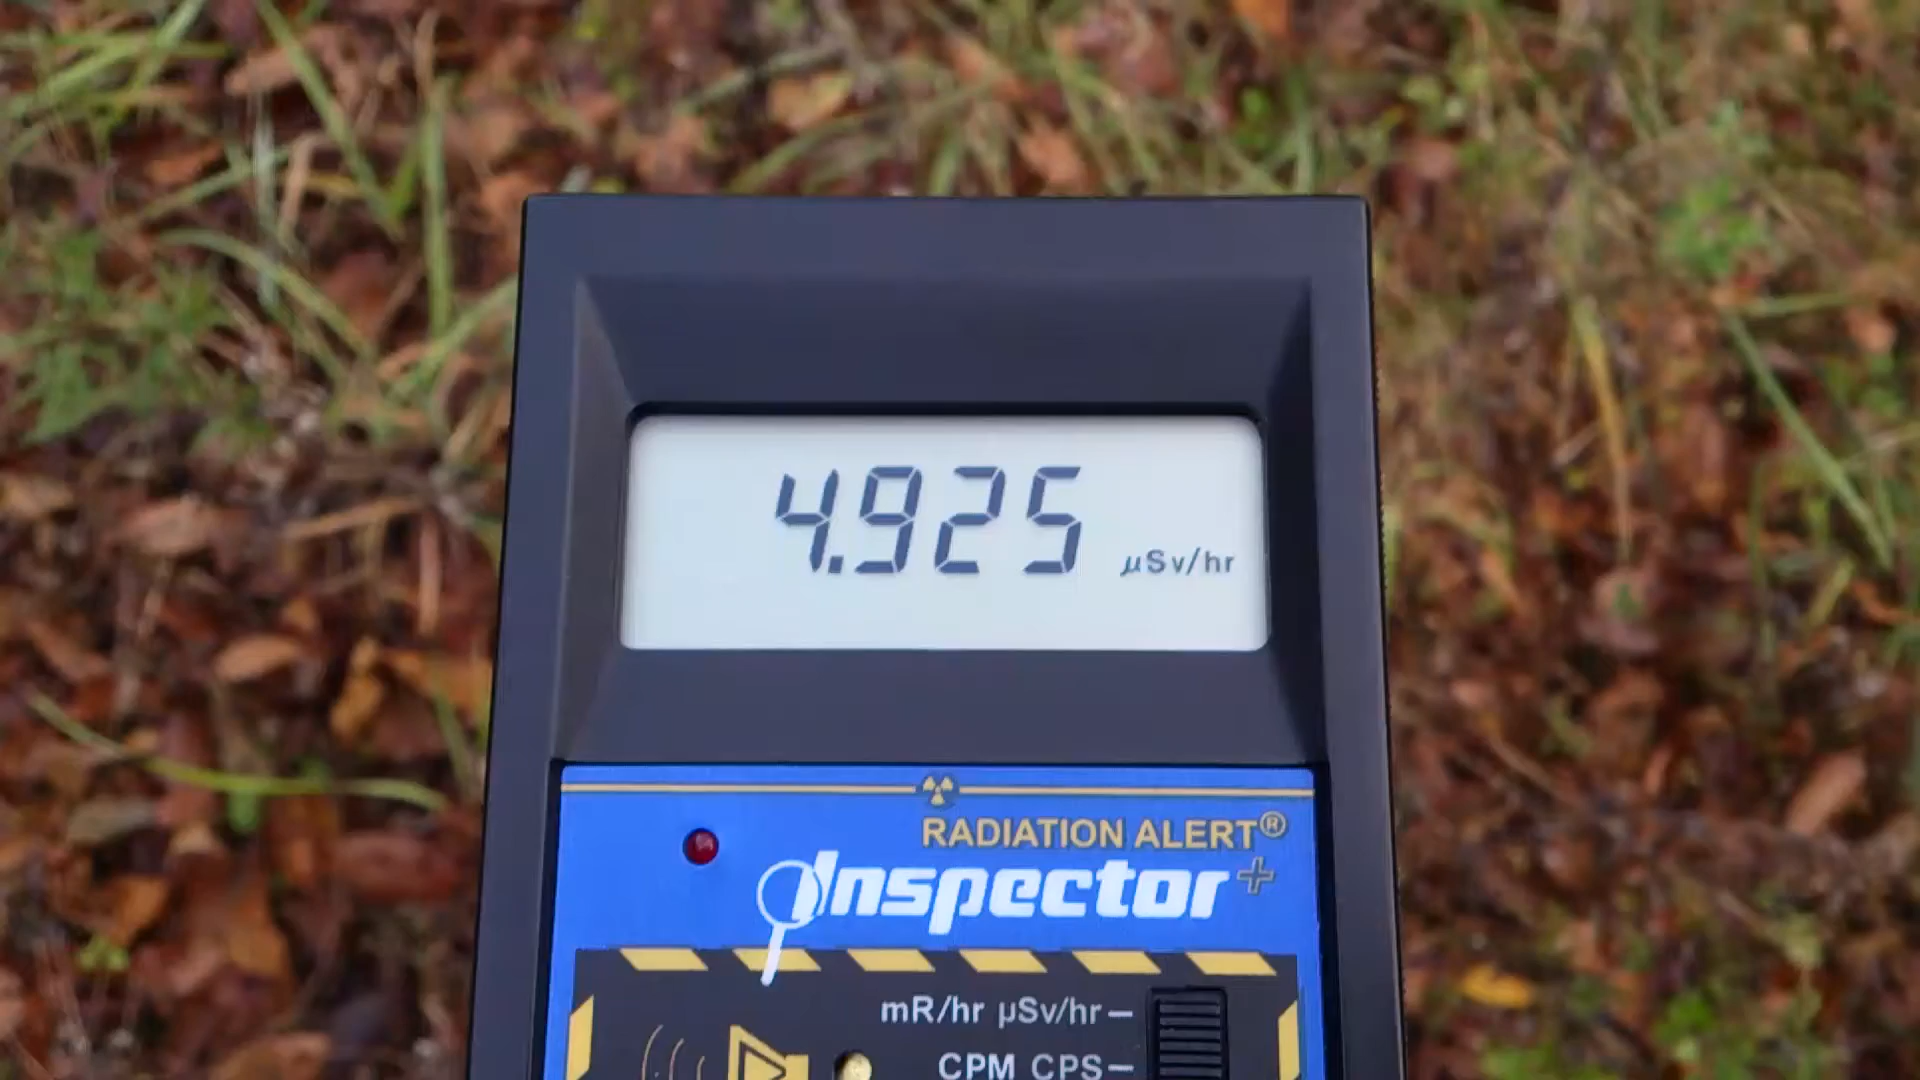 4.925 µSv/hr
RADIATION ALERT®
Inspector+
mR/hr µSv/hr
CPM CPS